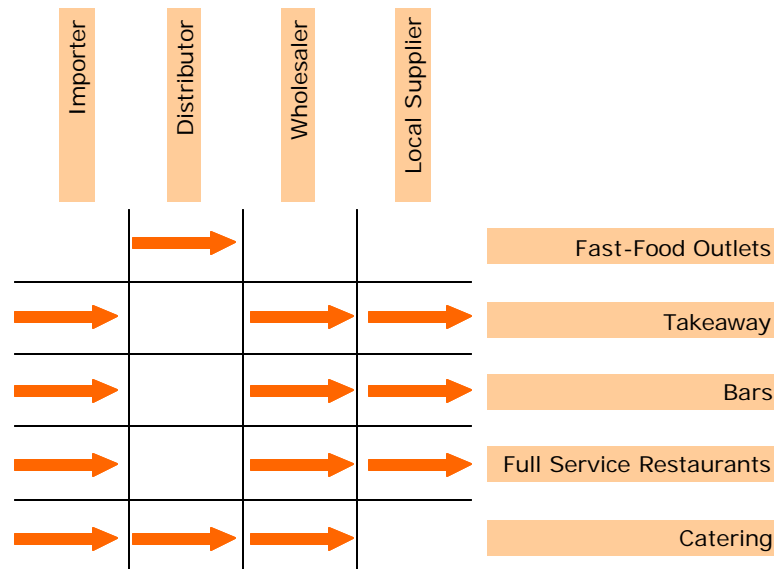 Importer
Distributor
Wholesaler
Local Supplier
Fast-Food Outlets
Takeaway
Bars
Full Service Restaurants
Catering